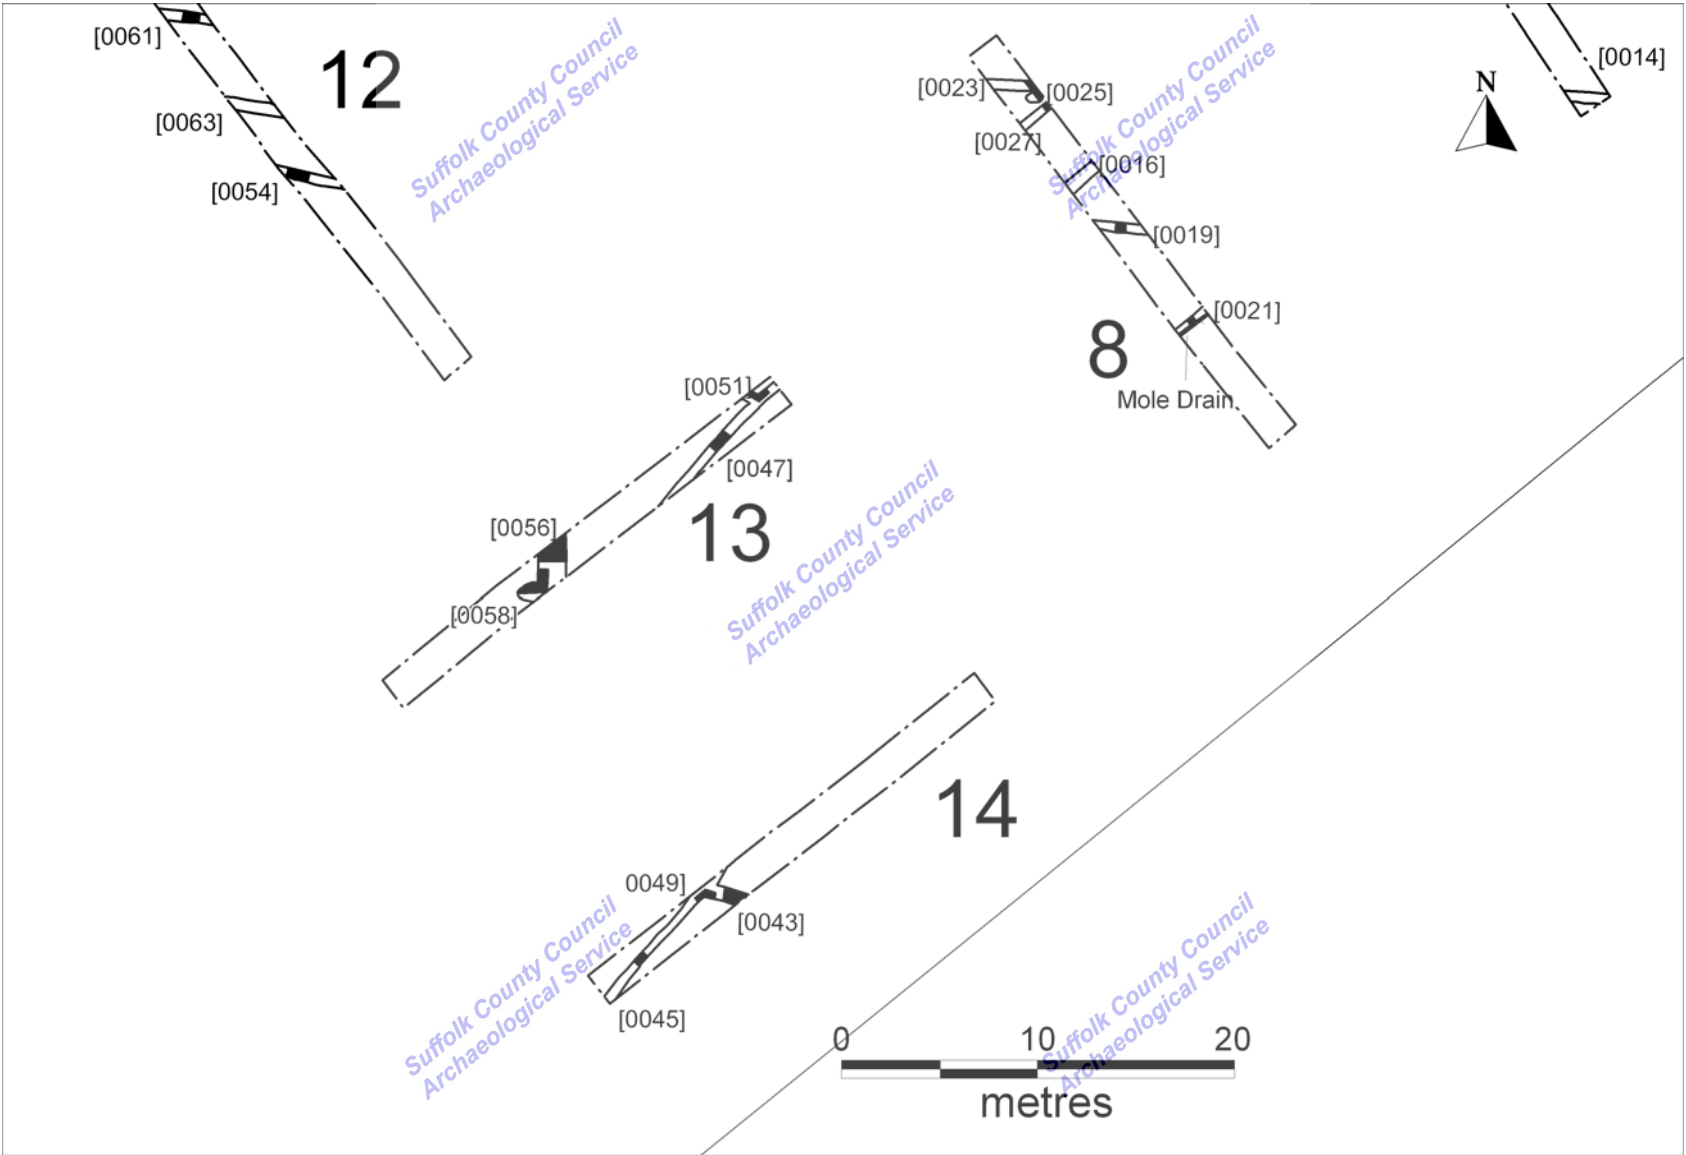 [0061]
12
[0063]
[0054]
Suffolk County Council
Archaeological Service
[0023]
[0025]
[0027]
[0016]
[0019]
[0021]
8
Mole Drain
Suffolk County Council
Archaeological Service
N
[0014]
[0051]
[0047]
13
[0056]
[0058]
Suffolk County Council
Archaeological Service
14
0049]
[0043]
[0045]
Suffolk County Council
Archaeological Service
Suffolk County Council
Archaeological Service
0 10 20
metres